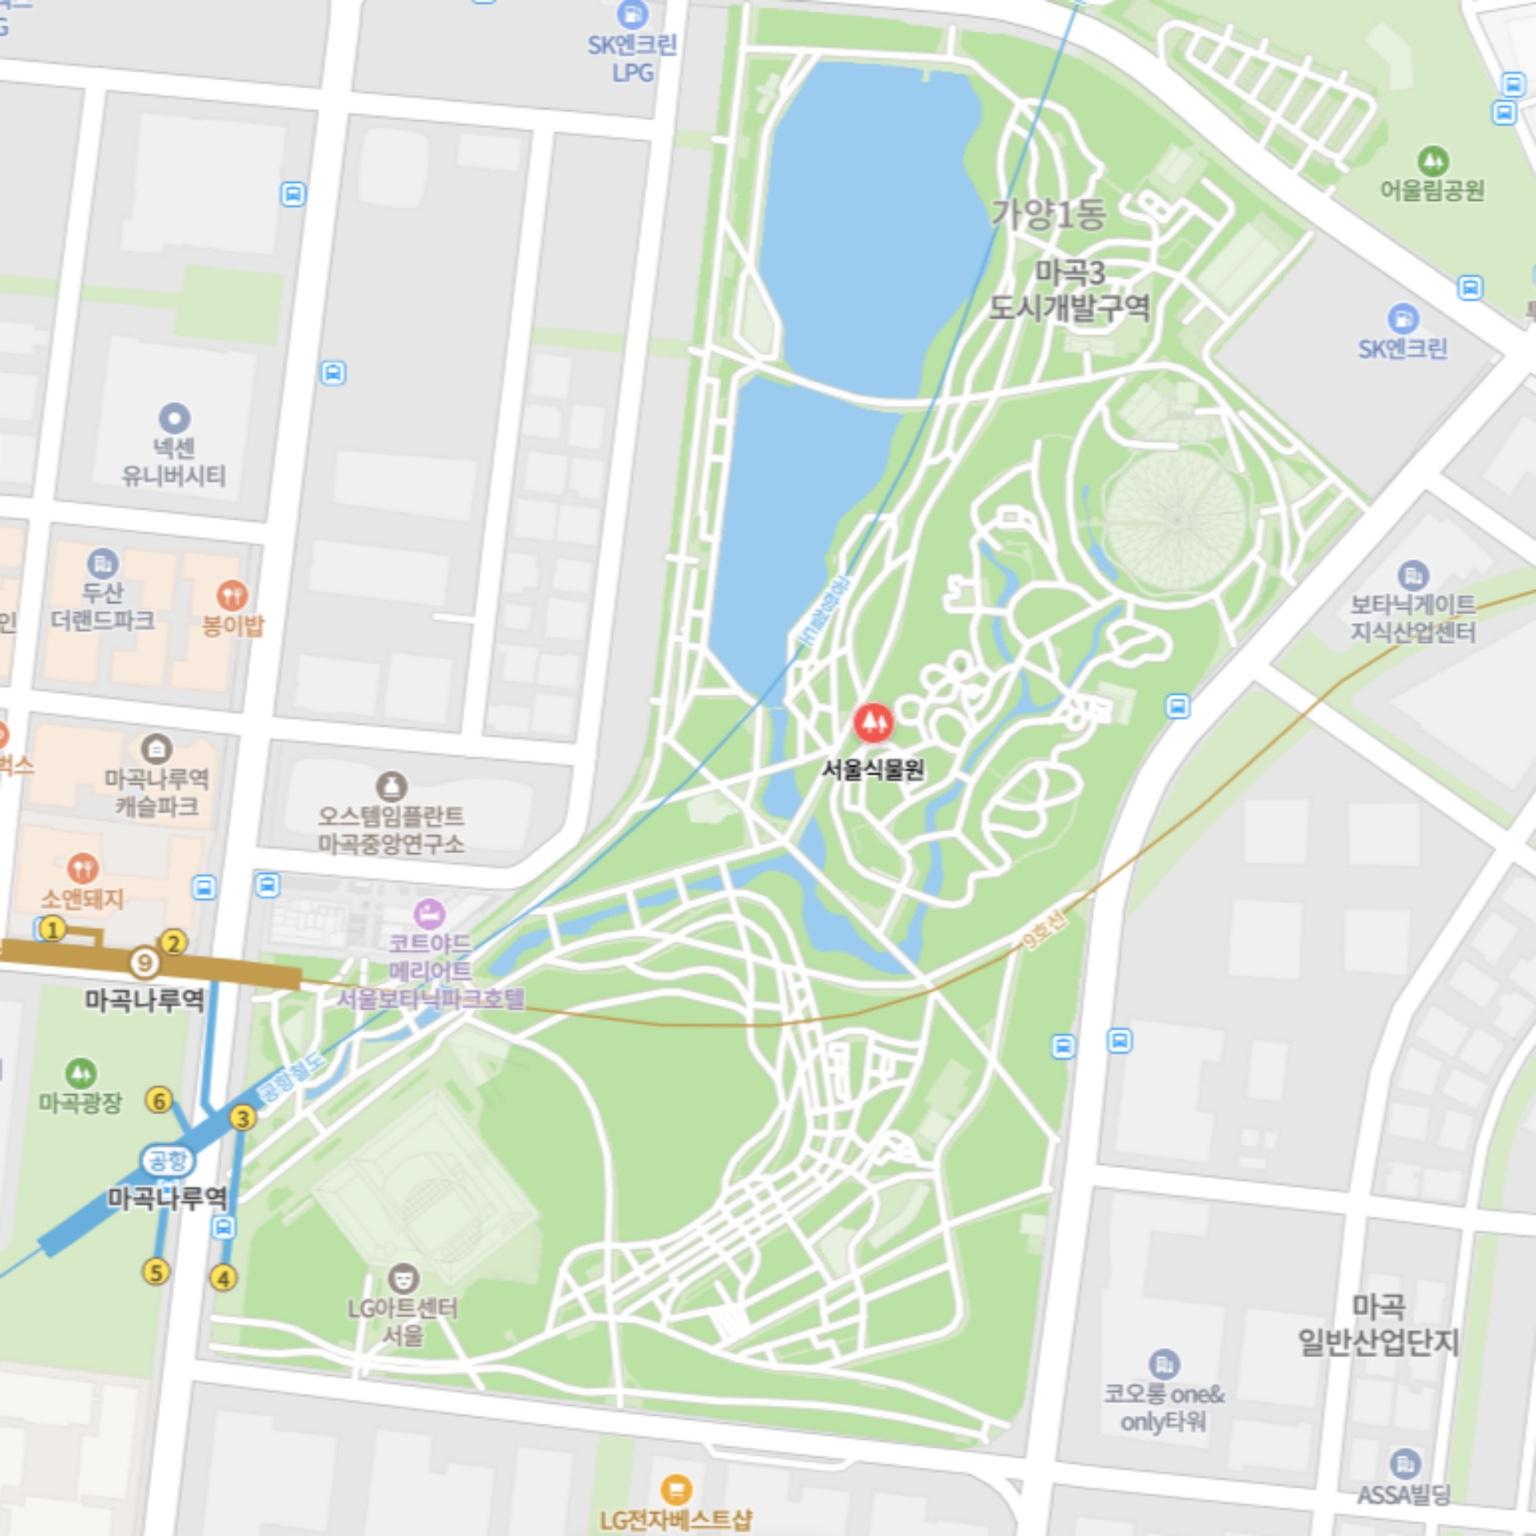 SK엔크린
LPG
가양1동
마곡3
도시개발구역
어울림공원
SK엔크린
넥센
유니버시티
두산
더랜드파크
봉이밥
인
보타닉게이트
지식산업센터
공항철도
서울식물원
벅스
마곡나루역
캐슬파크
오스템임플란트
마곡중앙연구소
소앤돼지
1
2
9
마곡나루역
코트야드
메리어트
서울보타닉파크호텔
9호선
마곡광장
공항철도
6
3
공항
마곡나루역
5
4
LG아트센터
서울
마곡
일반산업단지
코오롱 one&
only타워
ASSA빌딩
LG전자베스트샵